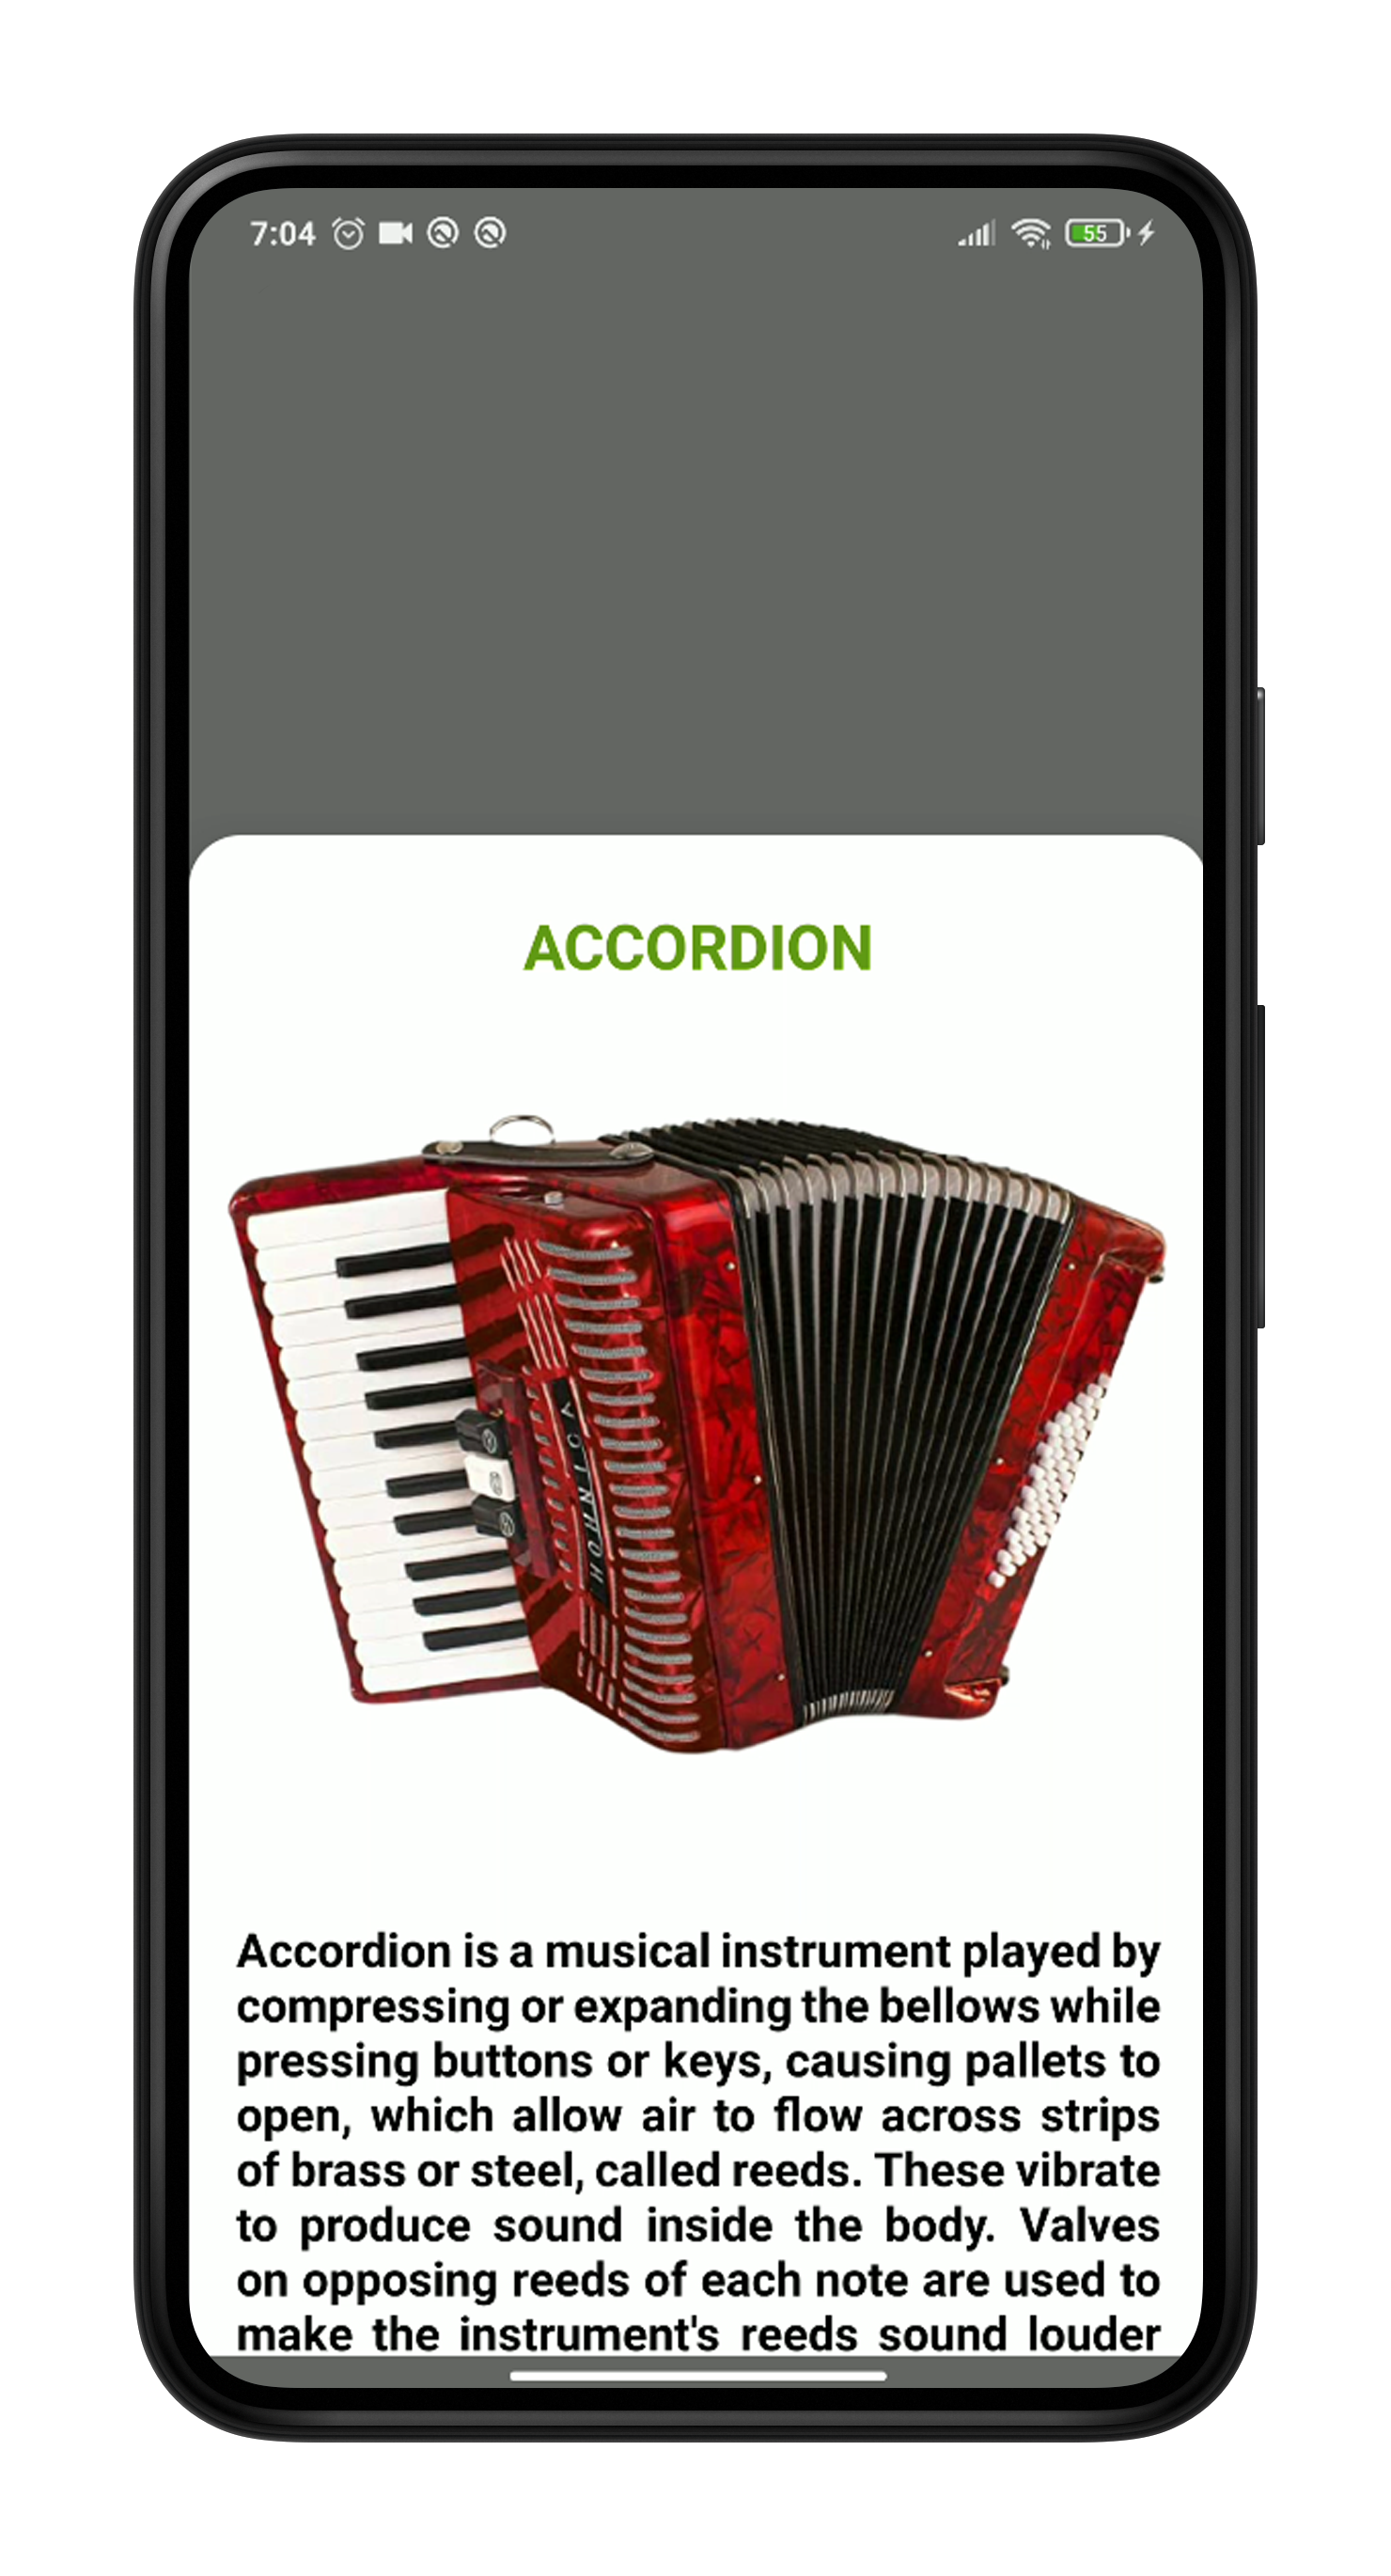 7:04
55
ACCORDION
HOHNICA
Accordion is a musical instrument played by
compressing or expanding the bellows while
pressing buttons or keys, causing pallets to
open, which allow air to flow across strips
of brass or steel, called reeds. These vibrate
to produce sound inside the body. Valves
on opposing reeds of each note are used to
make the instrument's reeds sound louder